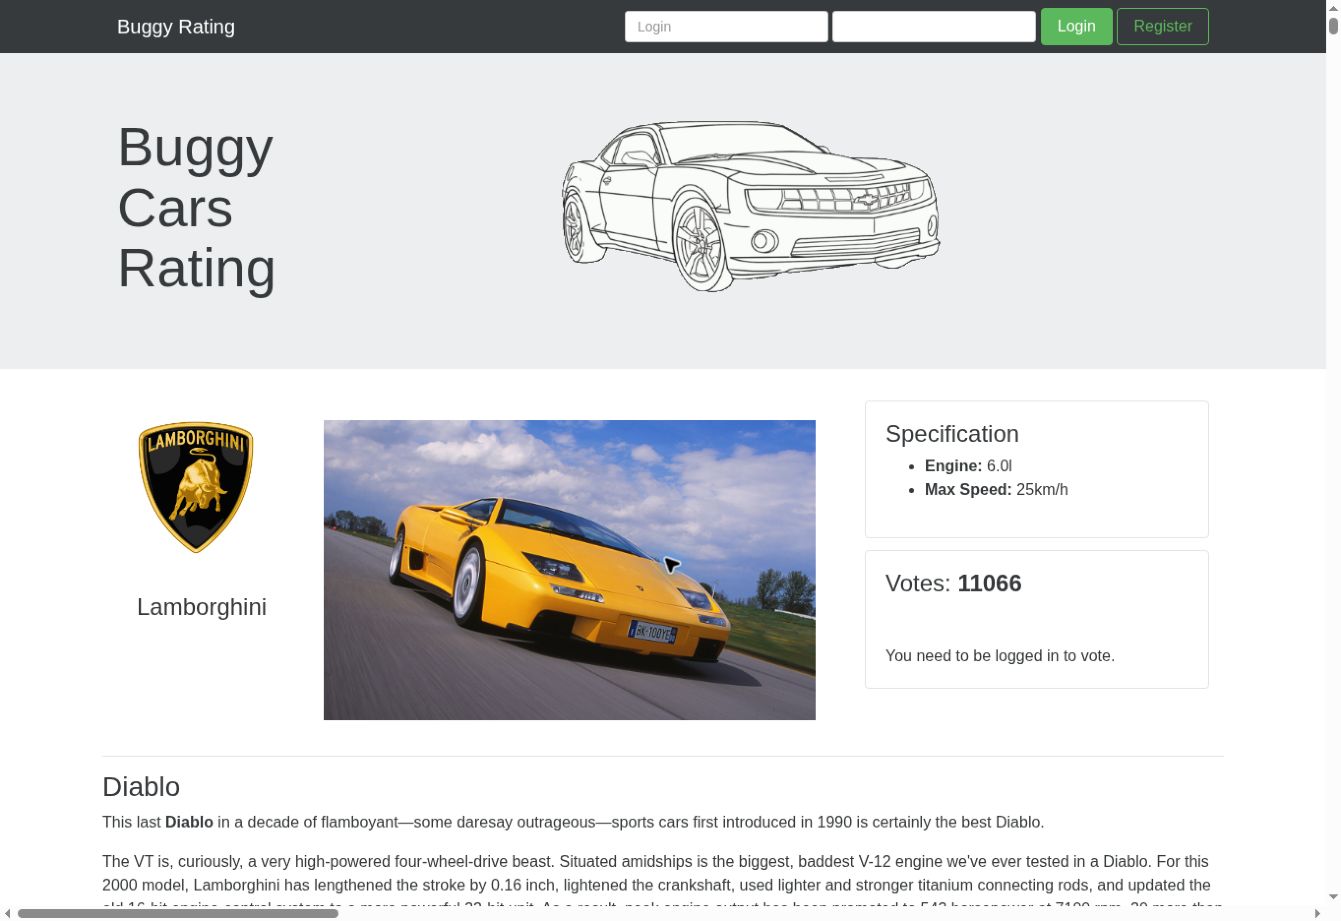 Buggy Rating
Login
Login
Register
Buggy
Cars
Rating
LAMBORGHINI
Lamborghini
BK·100YE
Specification
Engine: 6.0l
Max Speed: 25km/h
Votes: 11066
You need to be logged in to vote.
Diablo
This last Diablo in a decade of flamboyant—some daresay outrageous—sports cars first introduced in 1990 is certainly the best Diablo.
The VT is, curiously, a very high-powered four-wheel-drive beast. Situated amidships is the biggest, baddest V-12 engine we've ever tested in a Diablo. For this
2000 model, Lamborghini has lengthened the stroke by 0.16 inch, lightened the crankshaft, used lighter and stronger titanium connecting rods, and updated the